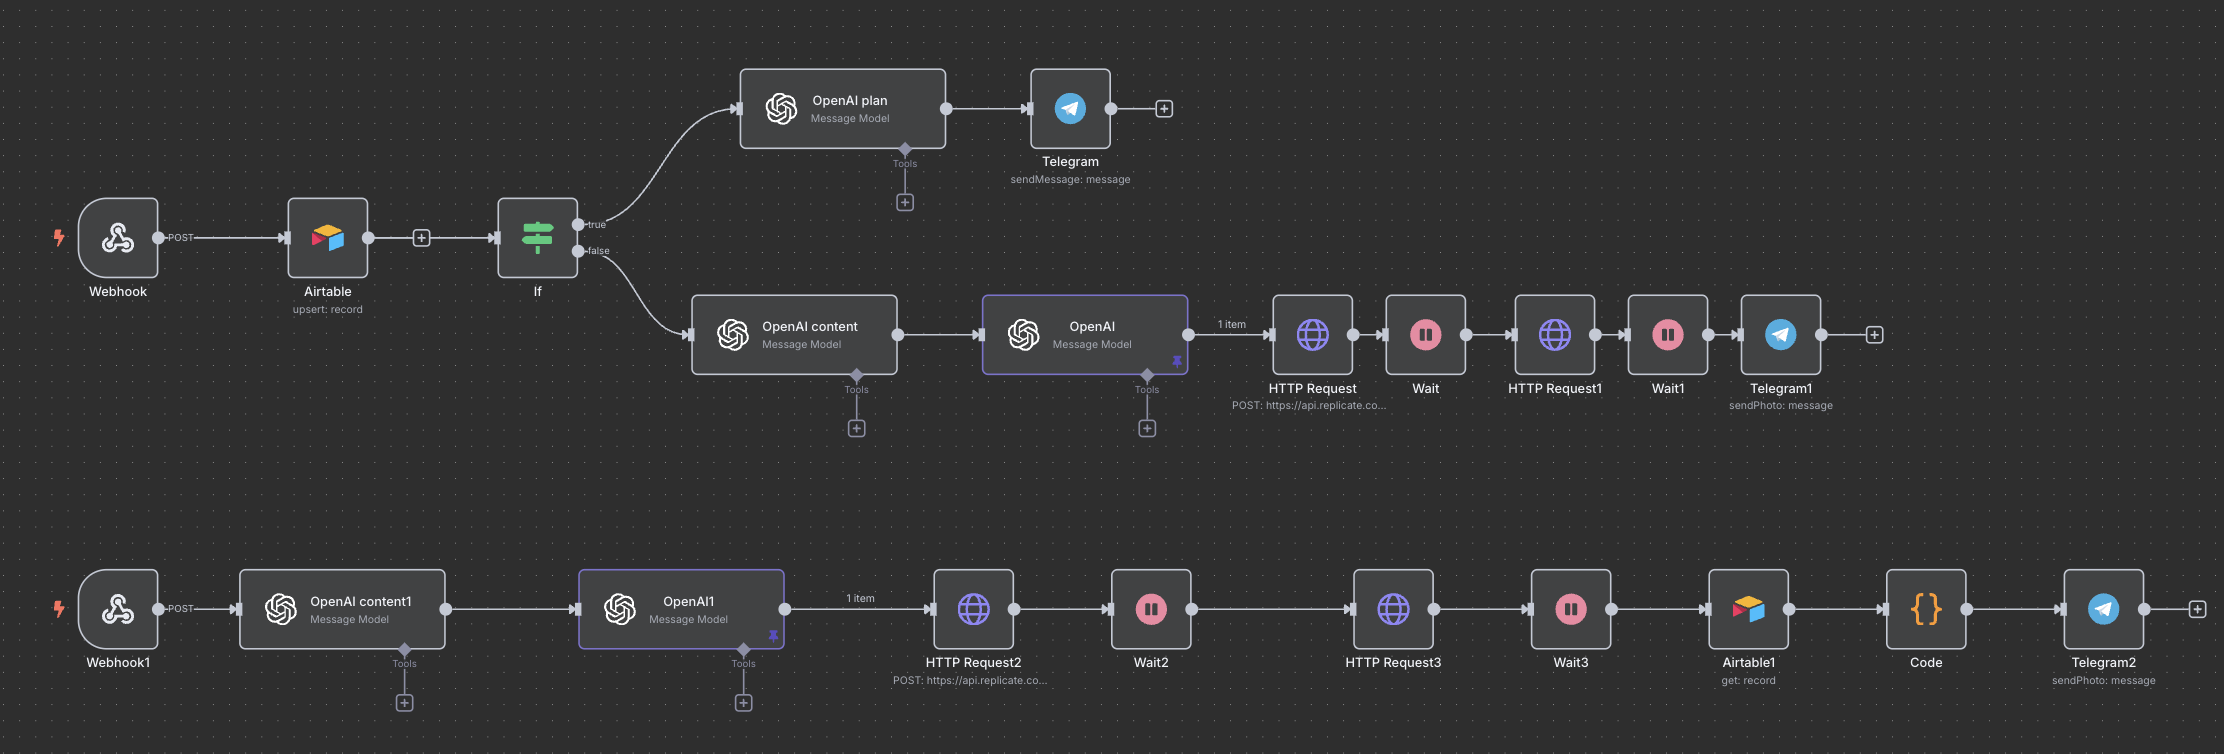 OpenAI plan
Message Model
Tools
Telegram
sendMessage: message
POST
Webhook
Airtable
upsert: record
If
true
false
OpenAI content
Message Model
Tools
OpenAI
Message Model
Tools
1 item
HTTP Request
POST: https://api.replicate.co...
Wait
HTTP Request1
Wait1
Telegram1
sendPhoto: message
POST
Webhook1
OpenAI content1
Message Model
Tools
OpenAI1
Message Model
Tools
1 item
HTTP Request2
POST: https://api.replicate.co...
Wait2
HTTP Request3
Wait3
Airtable1
get: record
Code
Telegram2
sendPhoto: message